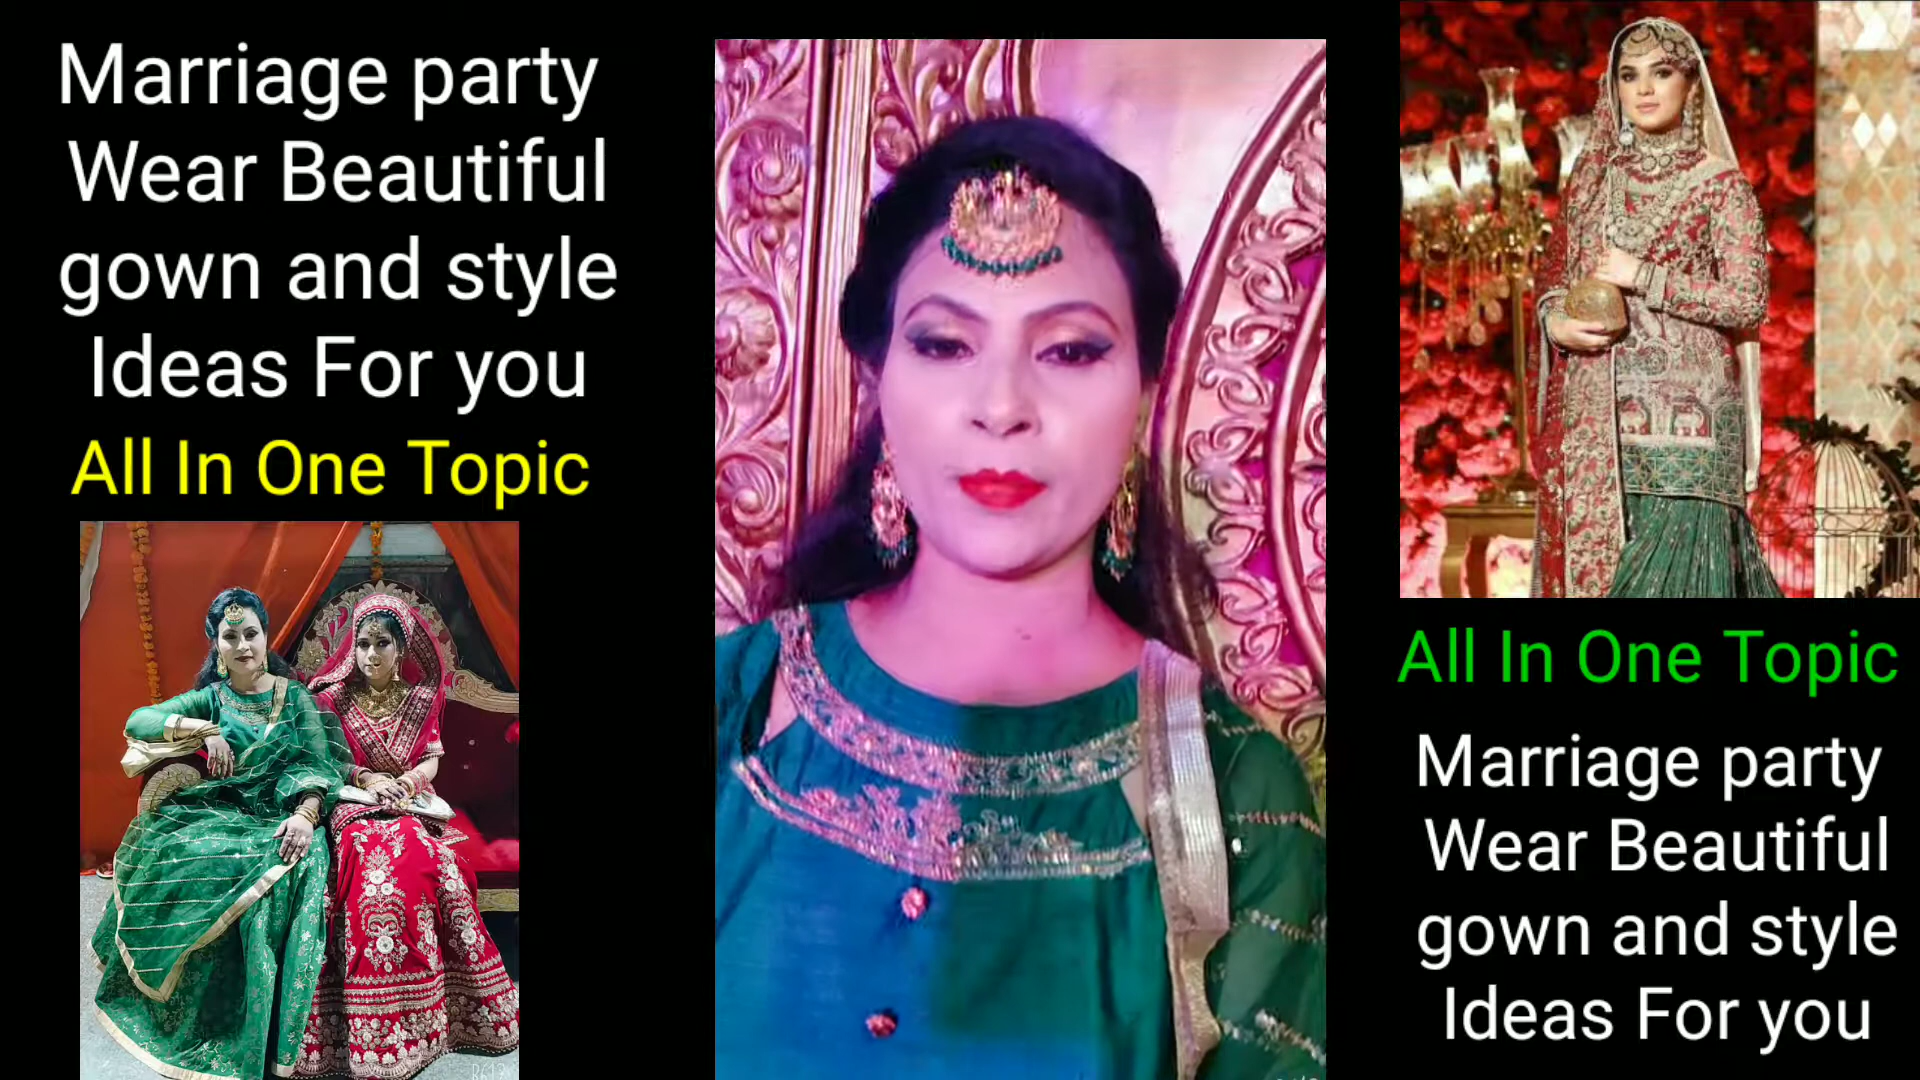 Marriage party
Wear Beautiful
gown and style
Ideas For you
All In One Topic
B612
All In One Topic
Marriage party
Wear Beautiful
gown and style
Ideas For you